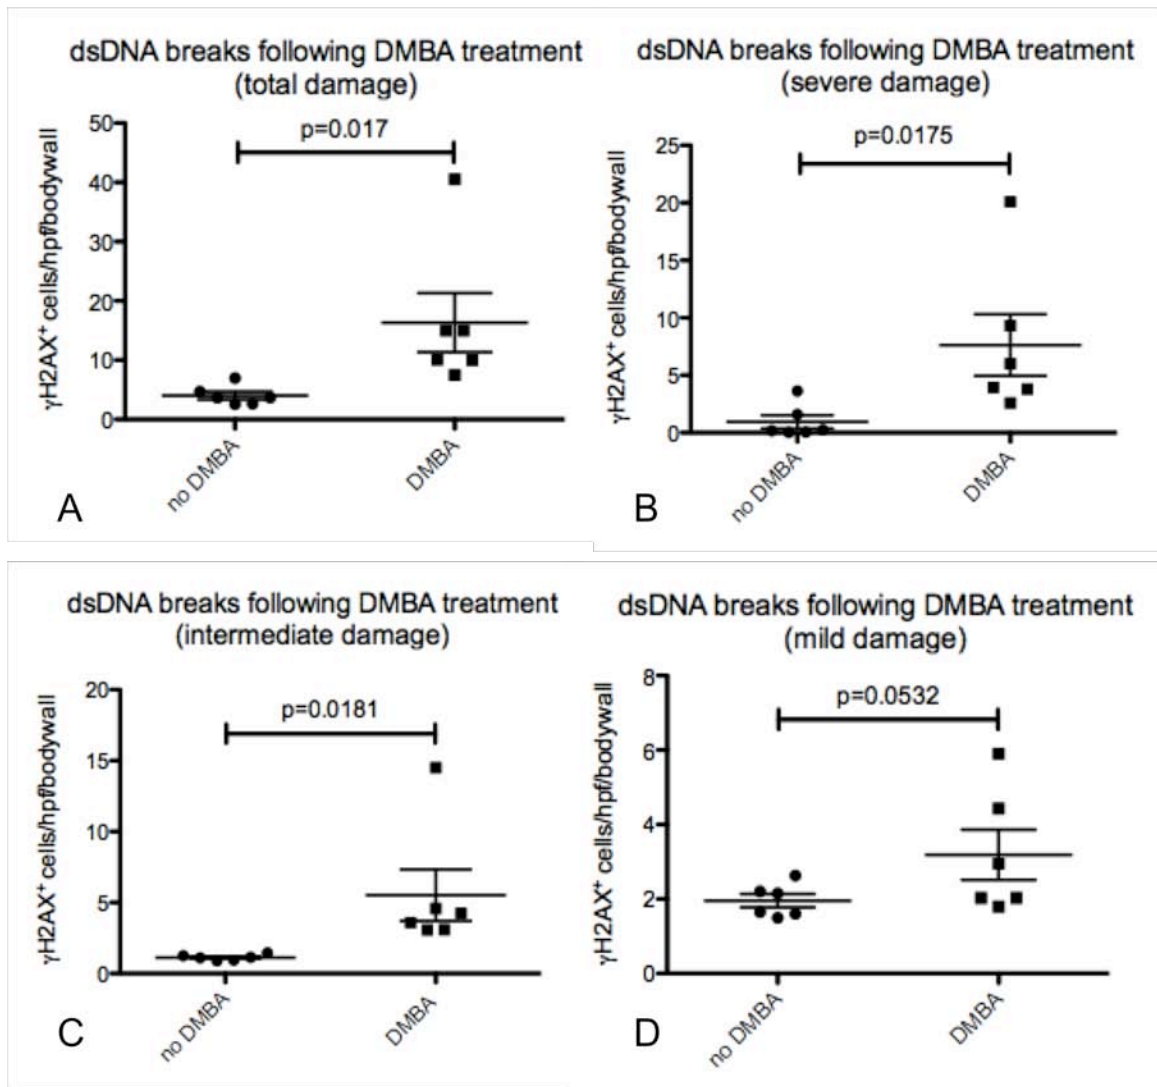 dsDNA breaks following DMBA treatment
(total damage)
p=0.017
γH2AX⁺ cells/hpf/bodywall
50
40
30
20
10
0
no DMBA
DMBA
A
dsDNA breaks following DMBA treatment
(severe damage)
p=0.0175
γH2AX⁺ cells/hpf/bodywall
25
20
15
10
5
0
no DMBA
DMBA
B
dsDNA breaks following DMBA treatment
(intermediate damage)
p=0.0181
γH2AX⁺ cells/hpf/bodywall
20
15
10
5
0
no DMBA
DMBA
C
dsDNA breaks following DMBA treatment
(mild damage)
p=0.0532
γH2AX⁺ cells/hpf/bodywall
8
6
4
2
0
no DMBA
DMBA
D